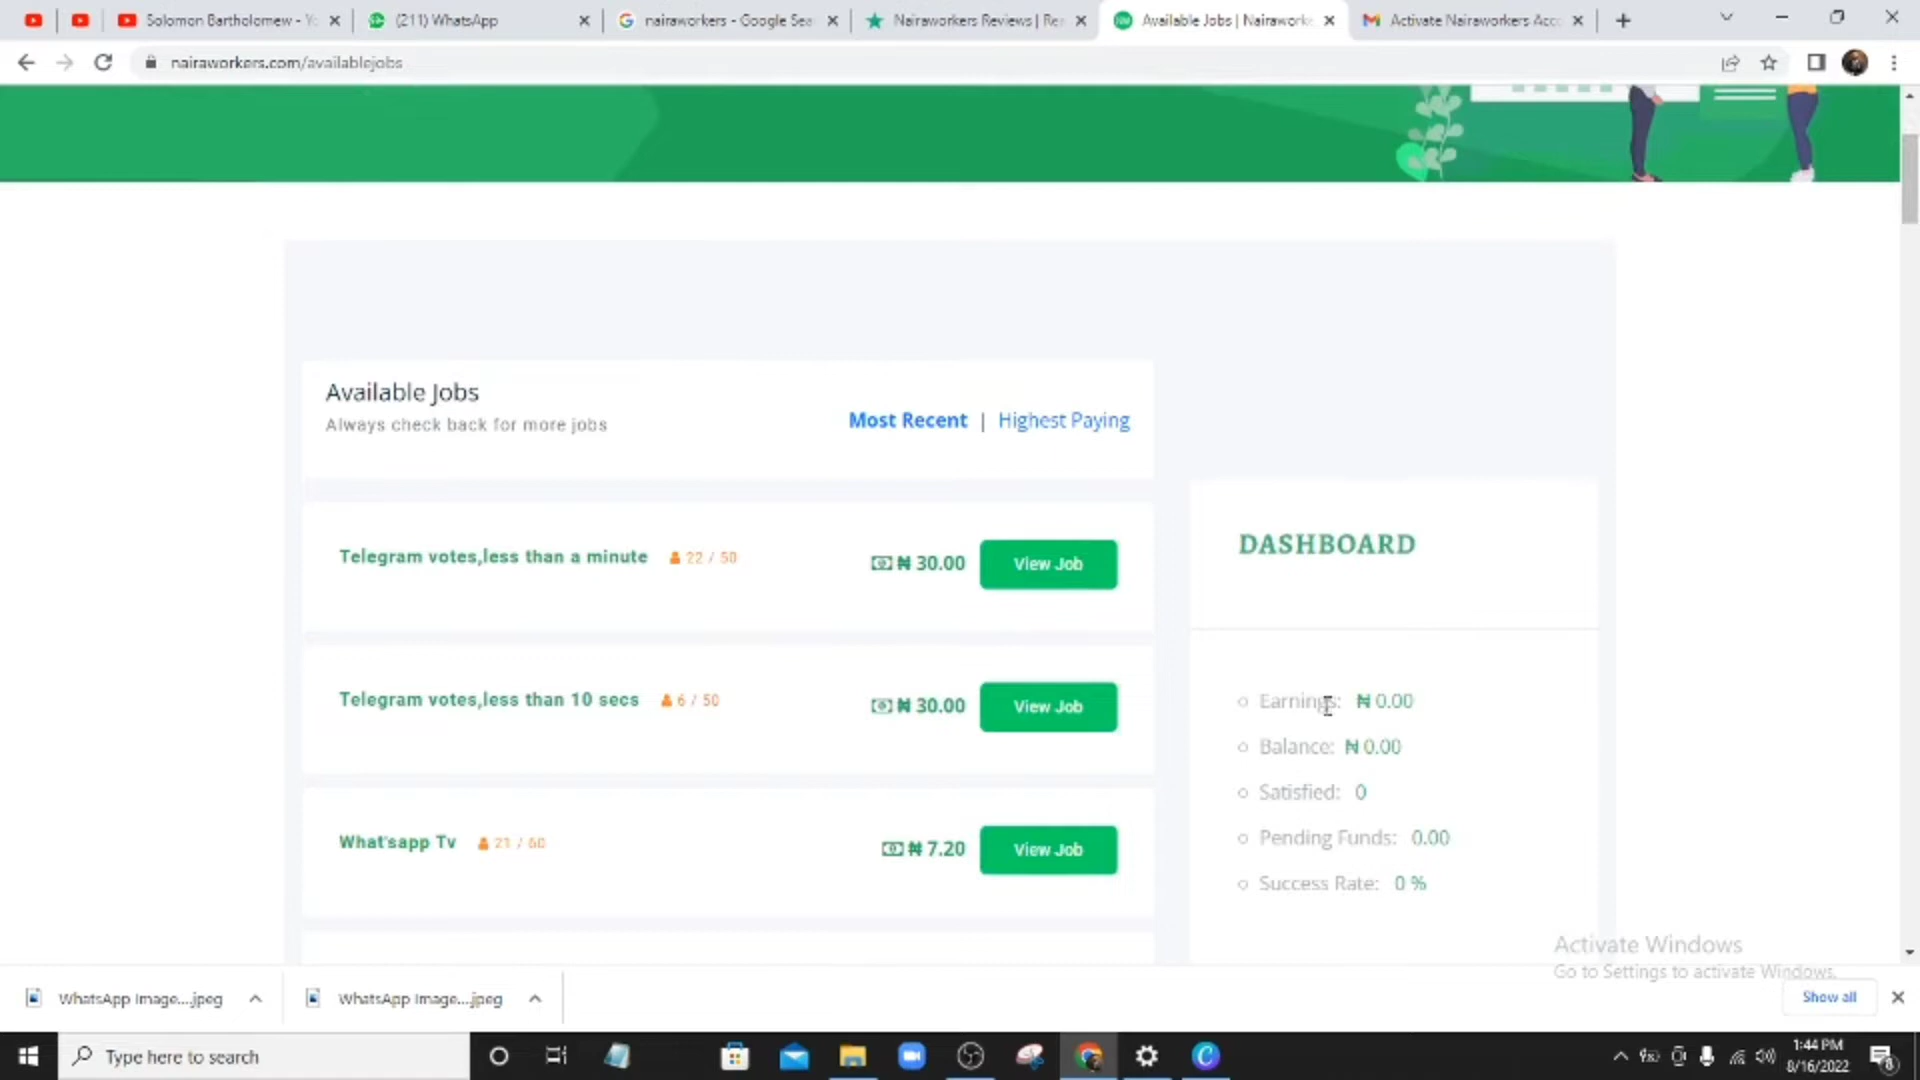 Solomon Bartholomew - Yo
(211) WhatsApp
nairaworkers - Google Sea
Nairaworkers Reviews | Re
Available Jobs | Nairawork
Activate Nairaworkers Acc
nairaworkers.com/availablejobs
Available Jobs
Always check back for more jobs
Most Recent | Highest Paying
Telegram votes,less than a minute 22 / 50
₦ 30.00
View Job
Telegram votes,less than 10 secs 6 / 50
₦ 30.00
View Job
What'sapp Tv 21 / 60
₦ 7.20
View Job
DASHBOARD
Earnings: ₦ 0.00
Balance: ₦ 0.00
Satisfied: 0
Pending Funds: 0.00
Success Rate: 0 %
Activate Windows
Go to Settings to activate Windows.
WhatsApp Image....jpeg
WhatsApp Image....jpeg
Show all
Type here to search
1:44 PM
8/16/2022